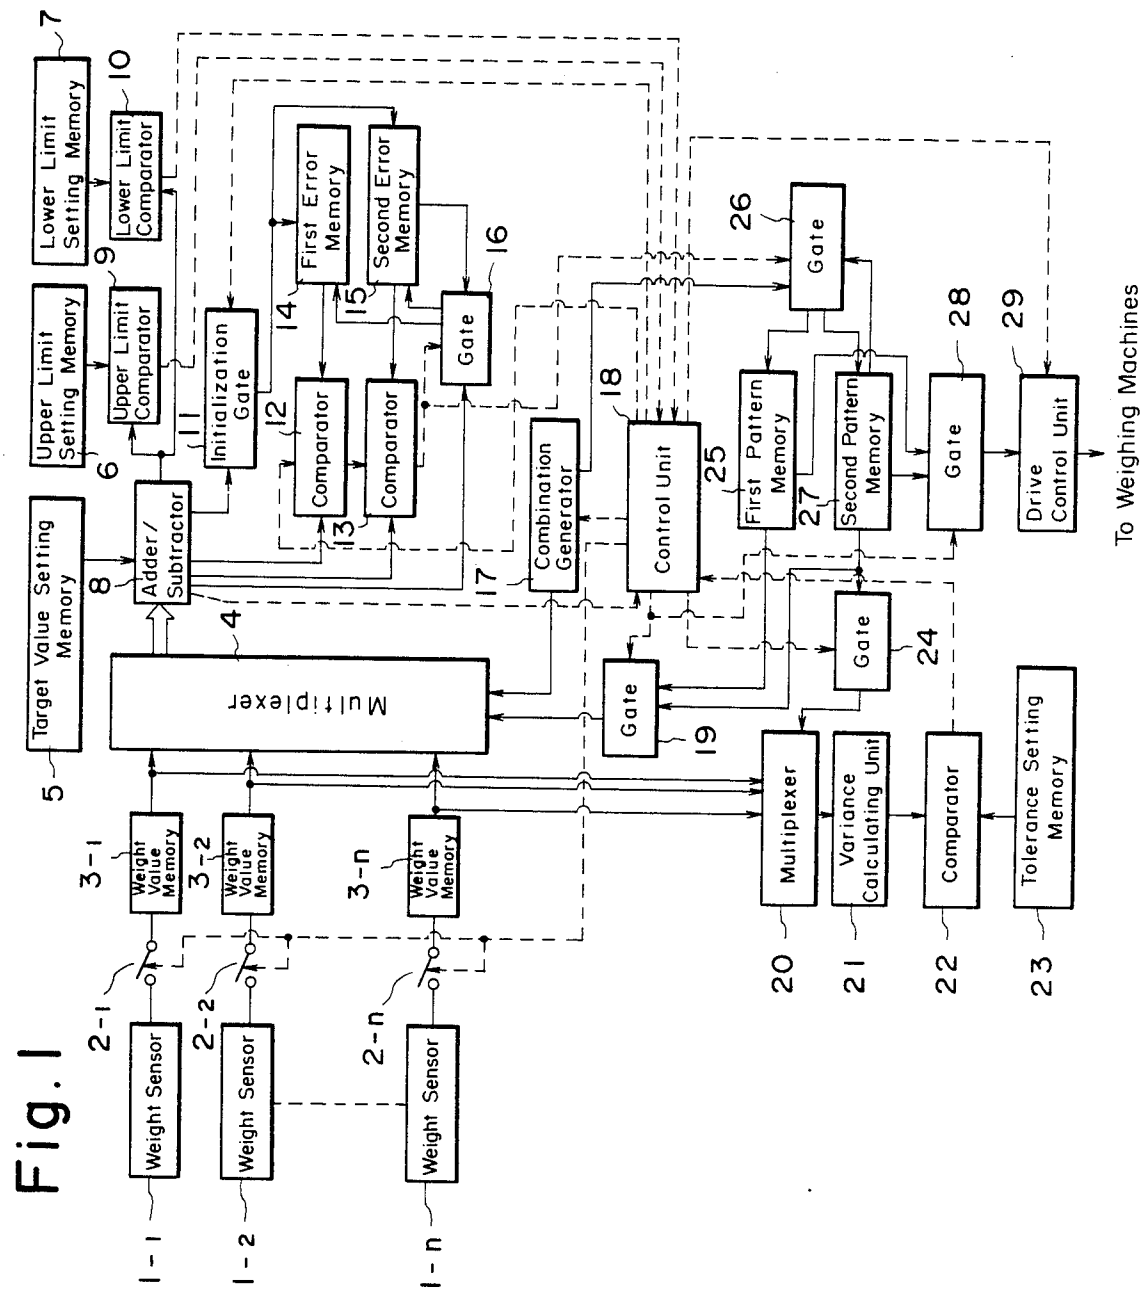 Fig. 1
1-1
Weight Sensor
2-1
3-1
Weight
Value
Memory
1-2
Weight Sensor
2-2
3-2
Weight
Value
Memory
1-n
Weight Sensor
2-n
3-n
Weight
Value
Memory
4
Multiplexer
5
Target Value Setting
Memory
6
Upper Limit
Setting Memory
7
Lower Limit
Setting Memory
8
Adder/
Subtractor
9
Upper Limit
Comparator
10
Lower Limit
Comparator
11
Initialization
Gate
12
Comparator
13
Comparator
14
First Error
Memory
15
Second Error
Memory
16
Gate
17
Combination
Generator
18
Control Unit
19
Gate
20
Multiplexer
21
Variance
Calculating Unit
22
Comparator
23
Tolerance Setting
Memory
24
Gate
25
First Pattern
Memory
26
Gate
27
Second Pattern
Memory
28
Gate
29
Drive
Control Unit
To Weighing Machines